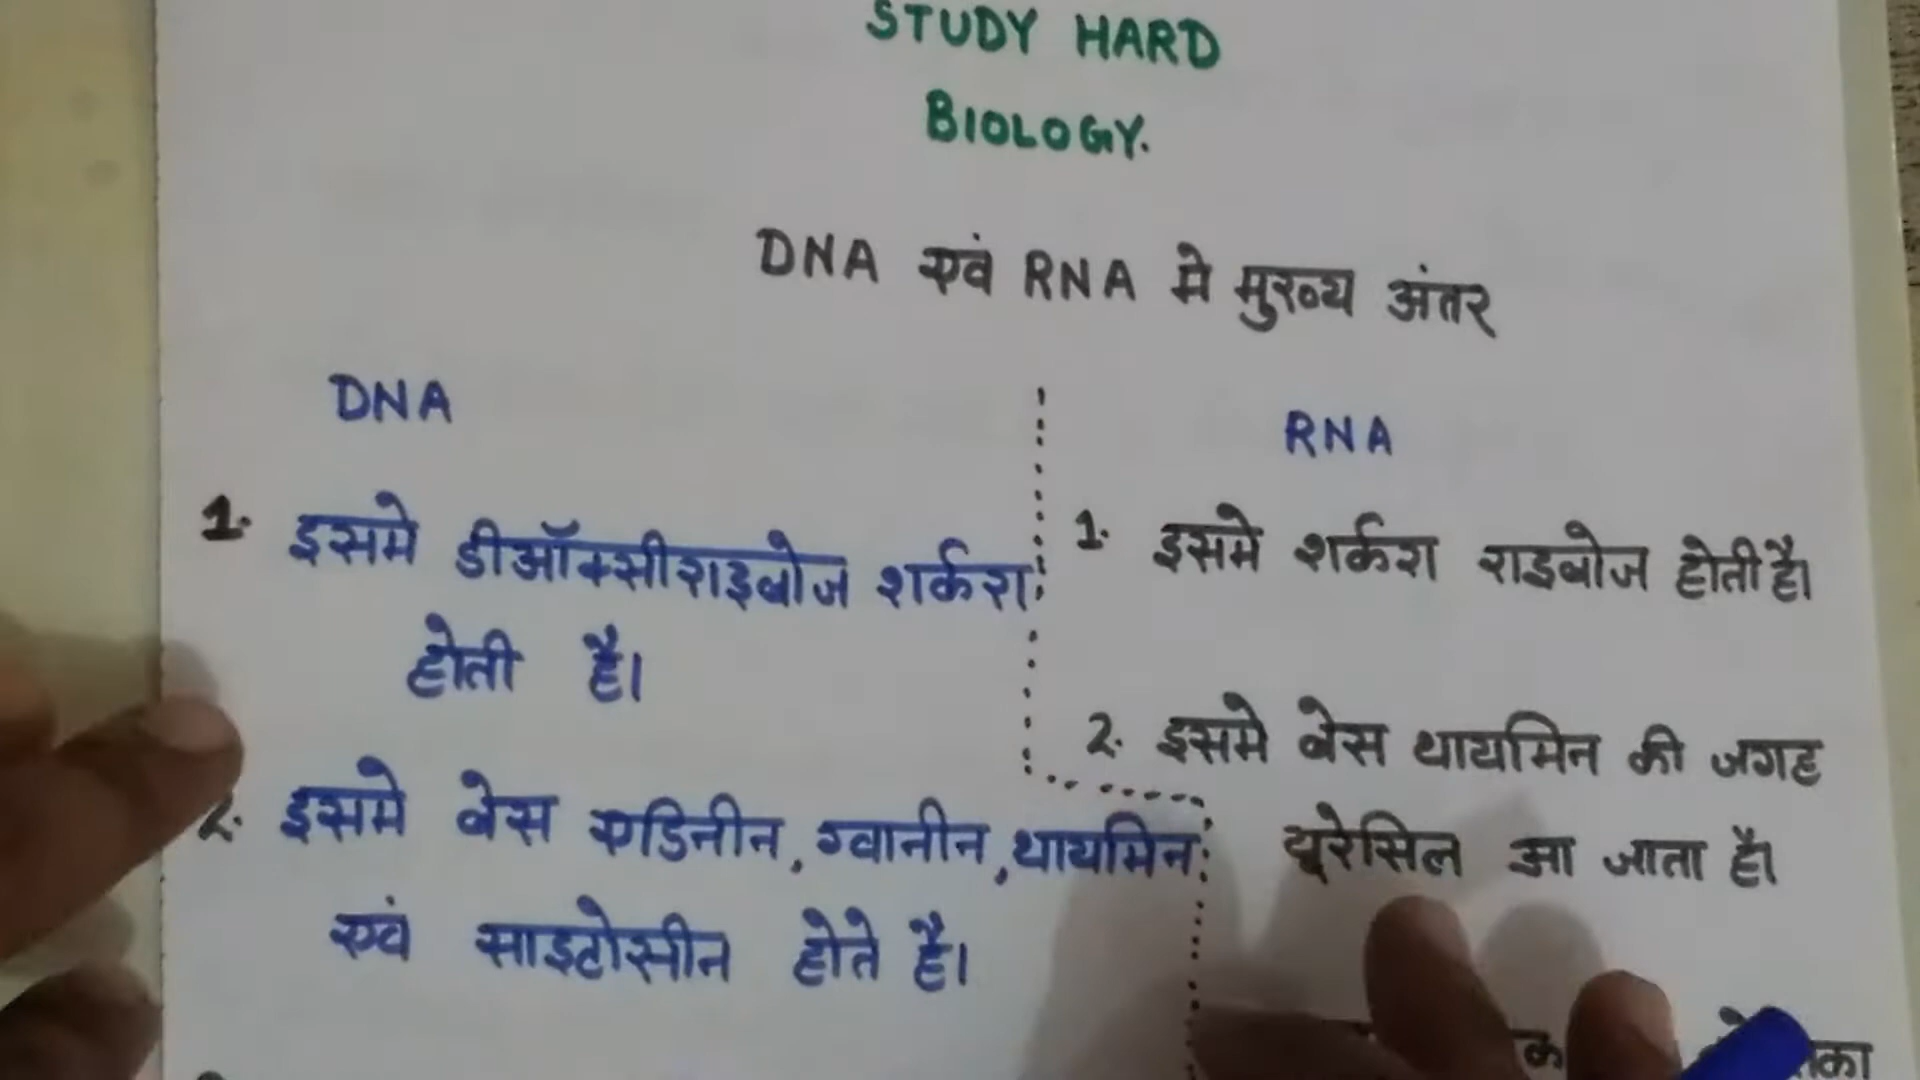 STUDY HARD
BIOLOGY.
DNA एवं RNA मे मुख्य अंतर
DNA
1. इसमे डीऑक्सीराइबोज शर्करा
होती है।
2. इसमे बेस एडिनीन, ग्वानीन, थायमिन
एवं साइटोसीन होते है।
RNA
1. इसमे शर्करा राइबोज होती है।
2. इसमे बेस थायमिन की जगह
यूरेसिल आ जाता है।